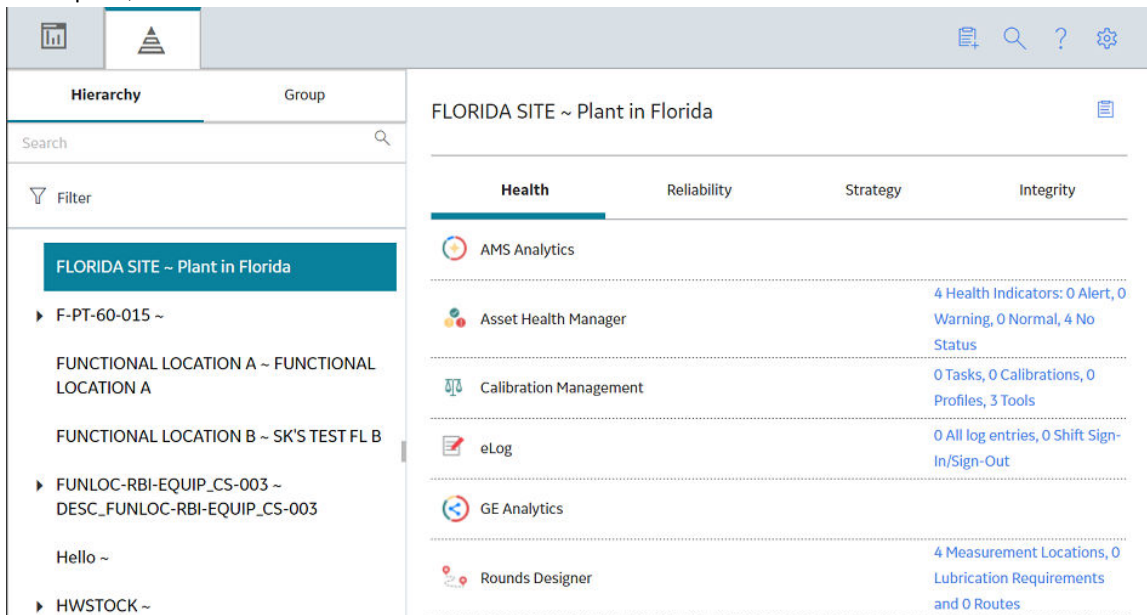 Hierarchy
Group
Search
Filter
FLORIDA SITE ~ Plant in Florida
F-PT-60-015 ~
FUNCTIONAL LOCATION A ~ FUNCTIONAL
LOCATION A
FUNCTIONAL LOCATION B ~ SK'S TEST FL B
FUNLOC-RBI-EQUIP_CS-003 ~
DESC_FUNLOC-RBI-EQUIP_CS-003
Hello ~
HWSTOCK ~
FLORIDA SITE ~ Plant in Florida
Health
Reliability
Strategy
Integrity
AMS Analytics
Asset Health Manager
4 Health Indicators: 0 Alert, 0
Warning, 0 Normal, 4 No
Status
Calibration Management
0 Tasks, 0 Calibrations, 0
Profiles, 3 Tools
eLog
0 All log entries, 0 Shift Sign-
In/Sign-Out
GE Analytics
Rounds Designer
4 Measurement Locations, 0
Lubrication Requirements
and 0 Routes